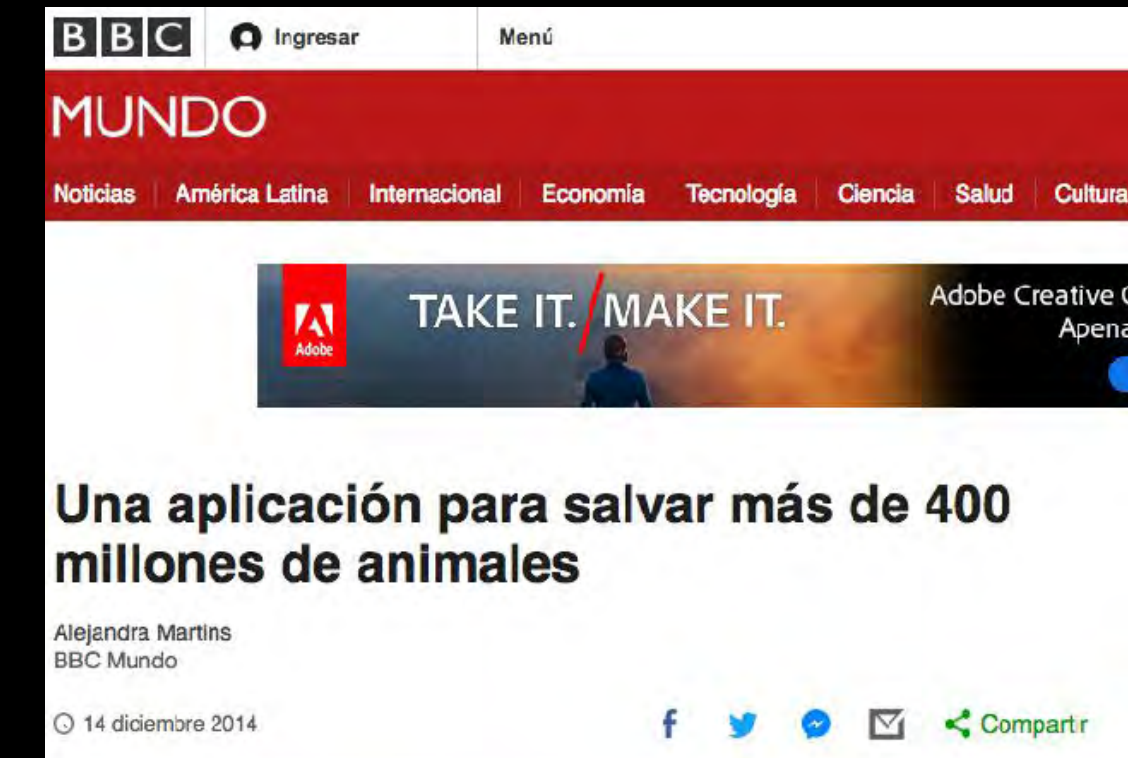 BBC Ingresar Menú
MUNDO
Noticias América Latina Internacional Economía Tecnología Ciencia Salud Cultura
Adobe
TAKE IT. / MAKE IT.
Adobe Creative C
Apena
Una aplicación para salvar más de 400
millones de animales
Alejandra Martins
BBC Mundo
14 diciembre 2014
Compartir